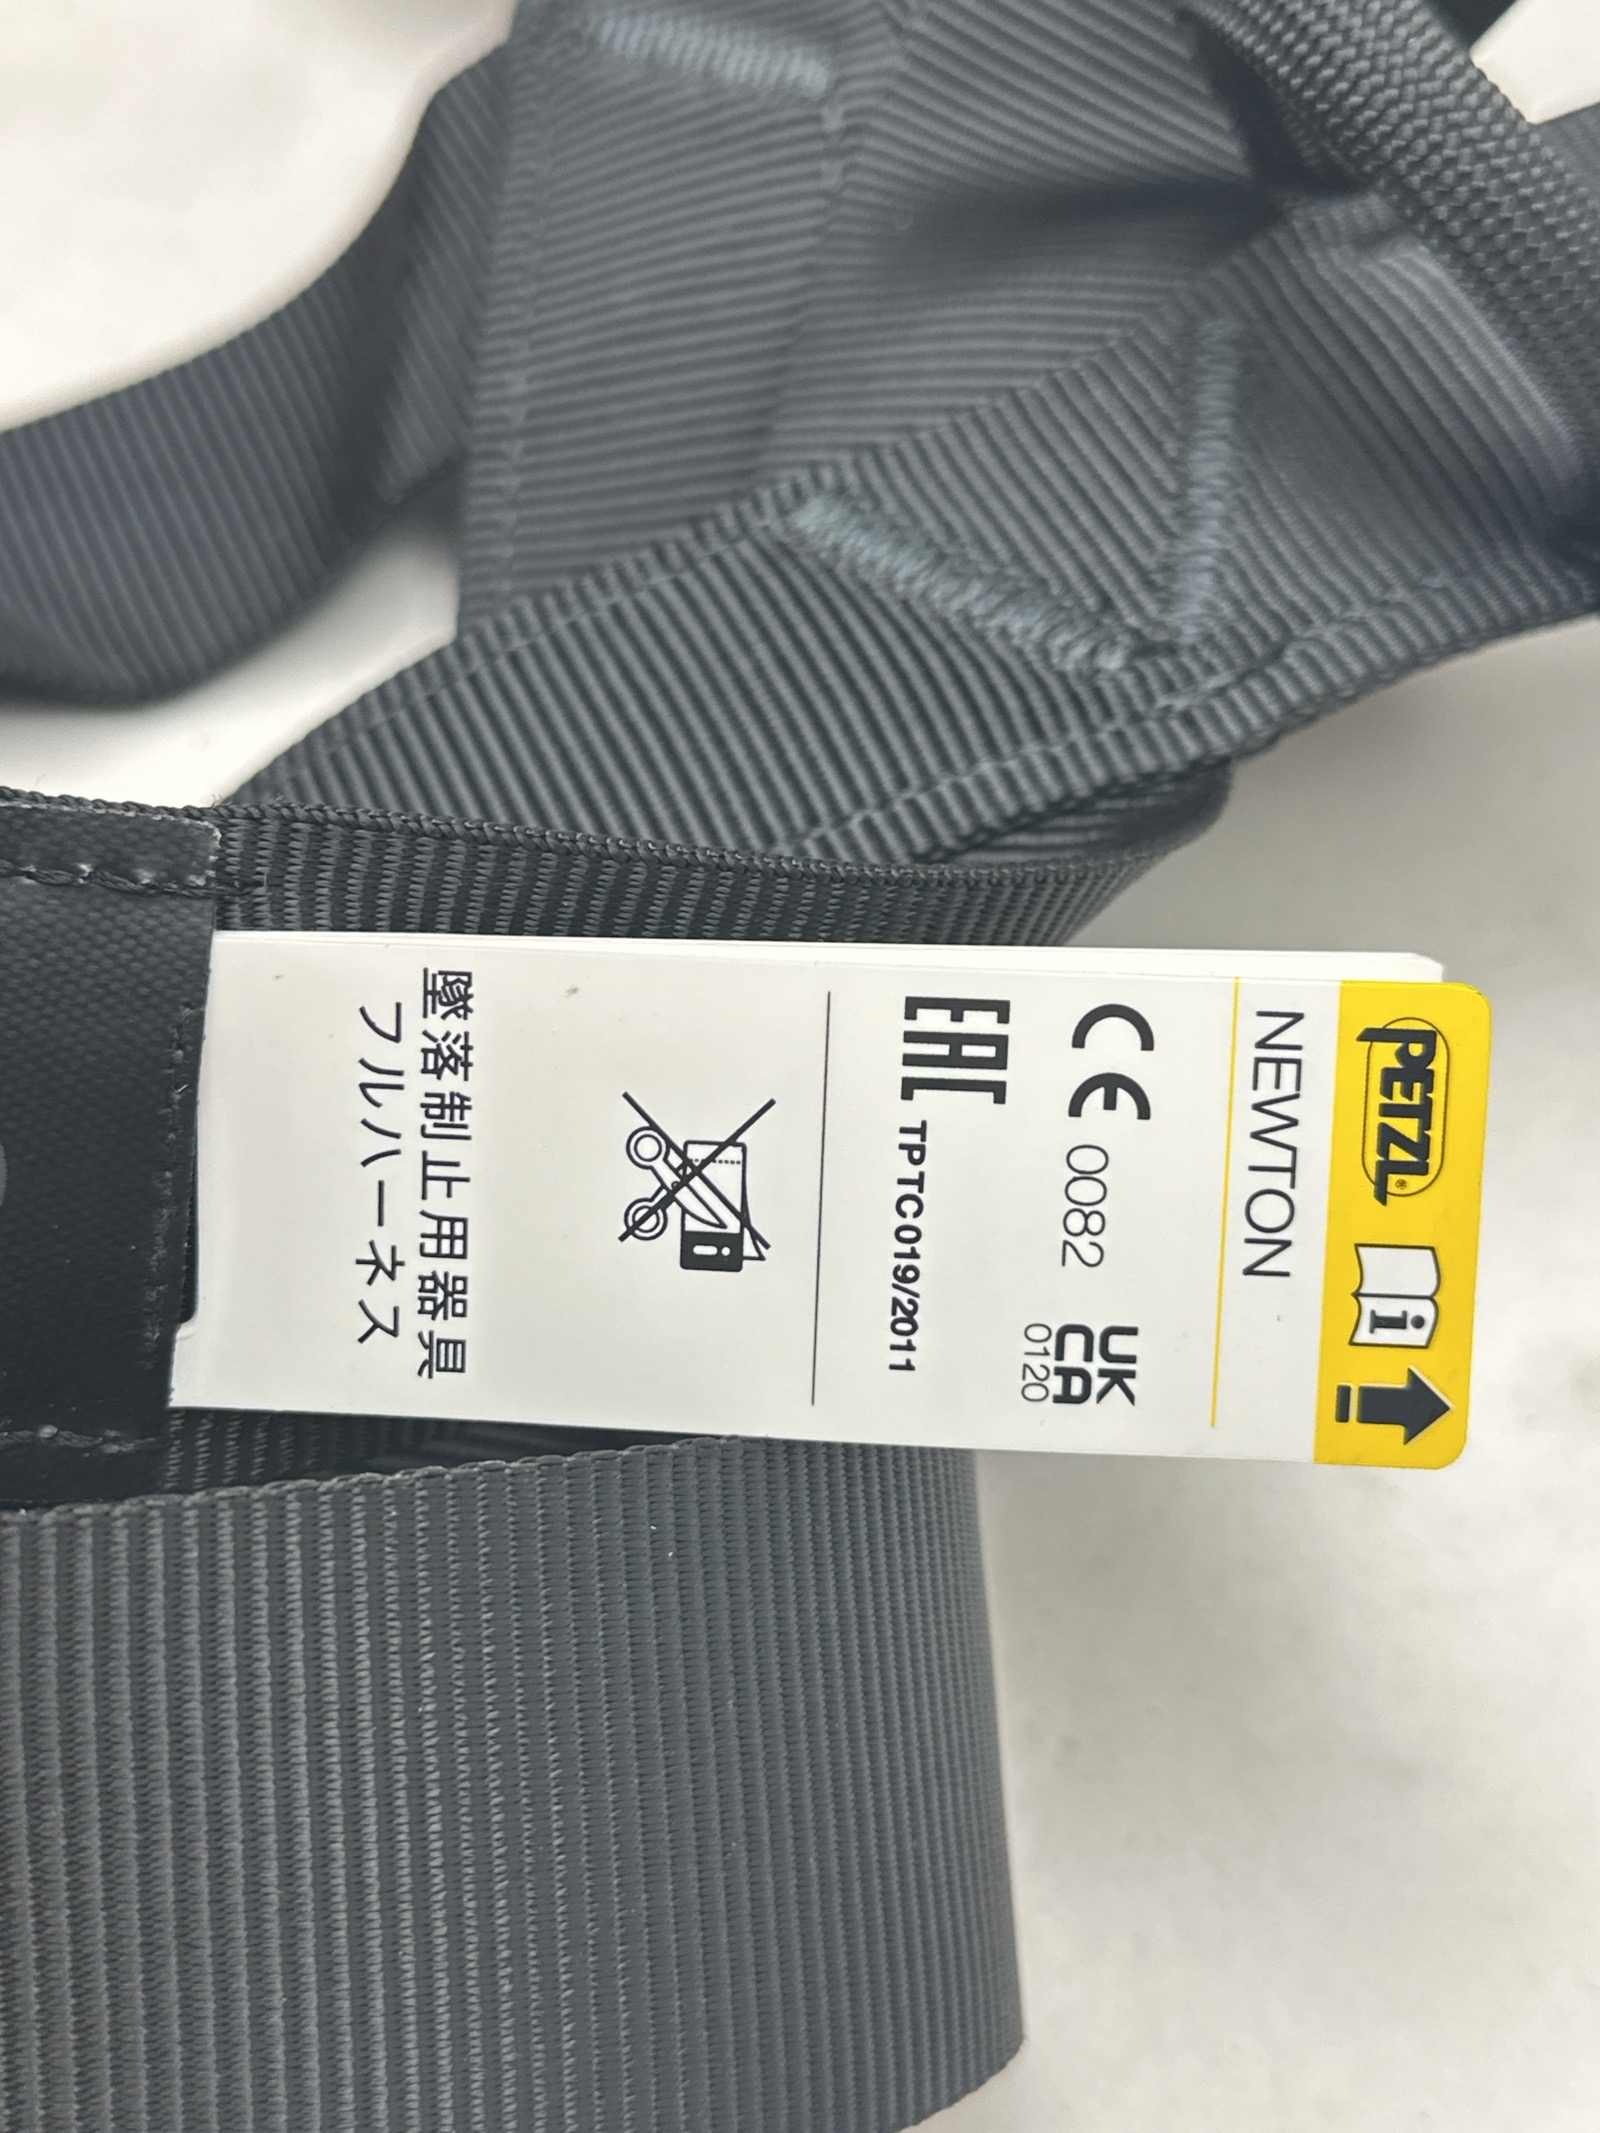 PETZL®
NEWTON
CE 0082
UK
CA
0120
EAC TP TC 019/2011
墜落制止用器具
フルハーネス